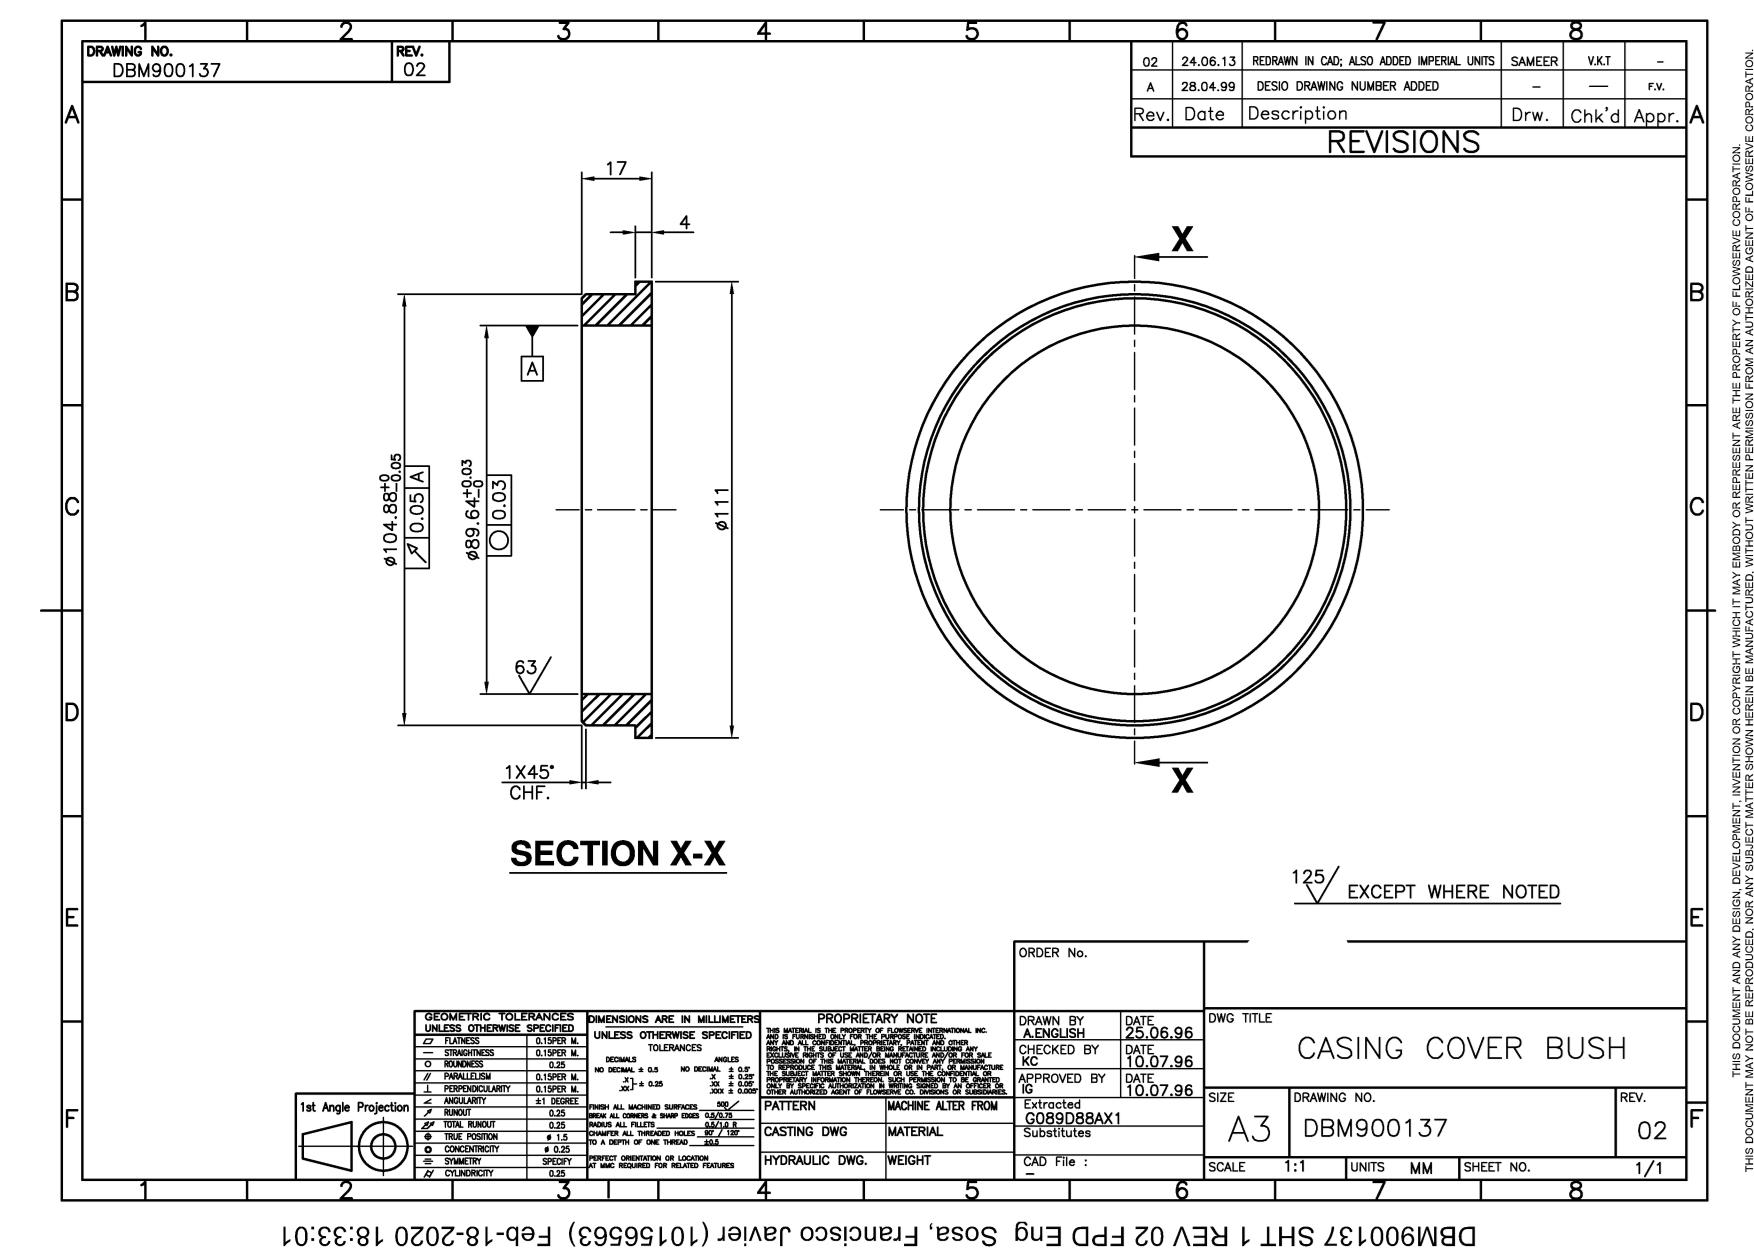 1 2 3 4 5 6 7 8
DRAWING NO.
DBM900137
REV.
02
02 24.06.13 REDRAWN IN CAD; ALSO ADDED IMPERIAL UNITS SAMEER V.K.T –
A 28.04.99 DESIO DRAWING NUMBER ADDED – — F.V.
Rev. Date Description Drw. Chk'd Appr.
REVISIONS
A
B
C
D
E
F
A
B
C
D
E
F
17
4
X
A
ø104.88 +0 -0.05
0.05 A
ø89.64 +0.03 -0
0.03
ø111
63
1X45°
CHF.
X
SECTION X-X
125
EXCEPT WHERE NOTED
1st Angle Projection
GEOMETRIC TOLERANCES
UNLESS OTHERWISE SPECIFIED
FLATNESS 0.15PER M.
STRAIGHTNESS 0.15PER M.
ROUNDNESS 0.25
PARALLELISM 0.15PER M.
PERPENDICULARITY 0.15PER M.
ANGULARITY ±1 DEGREE
RUNOUT 0.25
TOTAL RUNOUT 0.25
TRUE POSITION ø 1.5
CONCENTRICITY ø 0.25
SYMMETRY SPECIFY
CYLINDRICITY 0.25
DIMENSIONS ARE IN MILLIMETERS
UNLESS OTHERWISE SPECIFIED
TOLERANCES
DECIMALS ANGLES
NO DECIMAL ± 0.5 NO DECIMAL ± 0.5°
.X .XX ± 0.25
.X ± 0.25°
.XX ± 0.05°
.XXX ± 0.005°
FINISH ALL MACHINED SURFACES 500
BREAK ALL CORNERS & SHARP EDGES 0.5/0.75
RADIUS ALL FILLETS 0.5/1.0 R
CHAMFER ALL THREADED HOLES 90° / 120°
TO A DEPTH OF ONE THREAD ±0.5
PERFECT ORIENTATION OR LOCATION
AT MMC REQUIRED FOR RELATED FEATURES
PROPRIETARY NOTE
THIS MATERIAL IS THE PROPERTY OF FLOWSERVE INTERNATIONAL INC.
AND IS FURNISHED ONLY FOR THE PURPOSE INDICATED.
ANY AND ALL CONFIDENTIAL, PROPRIETARY, PATENT AND OTHER
RIGHTS, IN THE SUBJECT MATTER BEING RETAINED INCLUDING ANY
EXCLUSIVE RIGHTS OF USE AND/OR MANUFACTURE AND/OR FOR SALE
POSSESSION OF THIS MATERIAL DOES NOT CONVEY ANY PERMISSION
TO REPRODUCE THIS MATERIAL, IN WHOLE OR IN PART, OR MANUFACTURE
THE SUBJECT MATTER SHOWN THEREIN OR USE THE CONFIDENTIAL OR
PROPRIETARY INFORMATION THEREIN. SUCH PERMISSION TO BE GRANTED
ONLY BY SPECIFIC AUTHORIZATION IN WRITING SIGNED BY AN OFFICER OR
OTHER AUTHORIZED AGENT OF FLOWSERVE CO. DIVISIONS OR SUBSIDIARIES.
PATTERN
MACHINE ALTER FROM
CASTING DWG
MATERIAL
HYDRAULIC DWG.
WEIGHT
ORDER No.
DRAWN BY
A.ENGLISH
DATE
25.06.96
CHECKED BY
KC
DATE
10.07.96
APPROVED BY
IG
DATE
10.07.96
Extracted
G089D88AX1
Substitutes
CAD File :
–
DWG TITLE
CASING COVER BUSH
SIZE
A3
DRAWING NO.
DBM900137
REV.
02
SCALE 1:1
UNITS MM
SHEET NO. 1/1
1 2 3 4 6 7 8
DBM900137 SHT 1 REV 02 FPD Eng Sosa, Francisco Javier (10156563) Feb-18-2020 18:33:01
THIS DOCUMENT AND ANY DESIGN, DEVELOPMENT, INVENTION OR COPYRIGHT WHICH IT MAY EMBODY OR REPRESENT ARE THE PROPERTY OF FLOWSERVE CORPORATION.
THIS DOCUMENT MAY NOT BE REPRODUCED, NOR ANY SUBJECT MATTER SHOWN HEREIN BE MANUFACTURED, WITHOUT WRITTEN PERMISSION FROM AN AUTHORIZED AGENT OF FLOWSERVE CORPORATION.